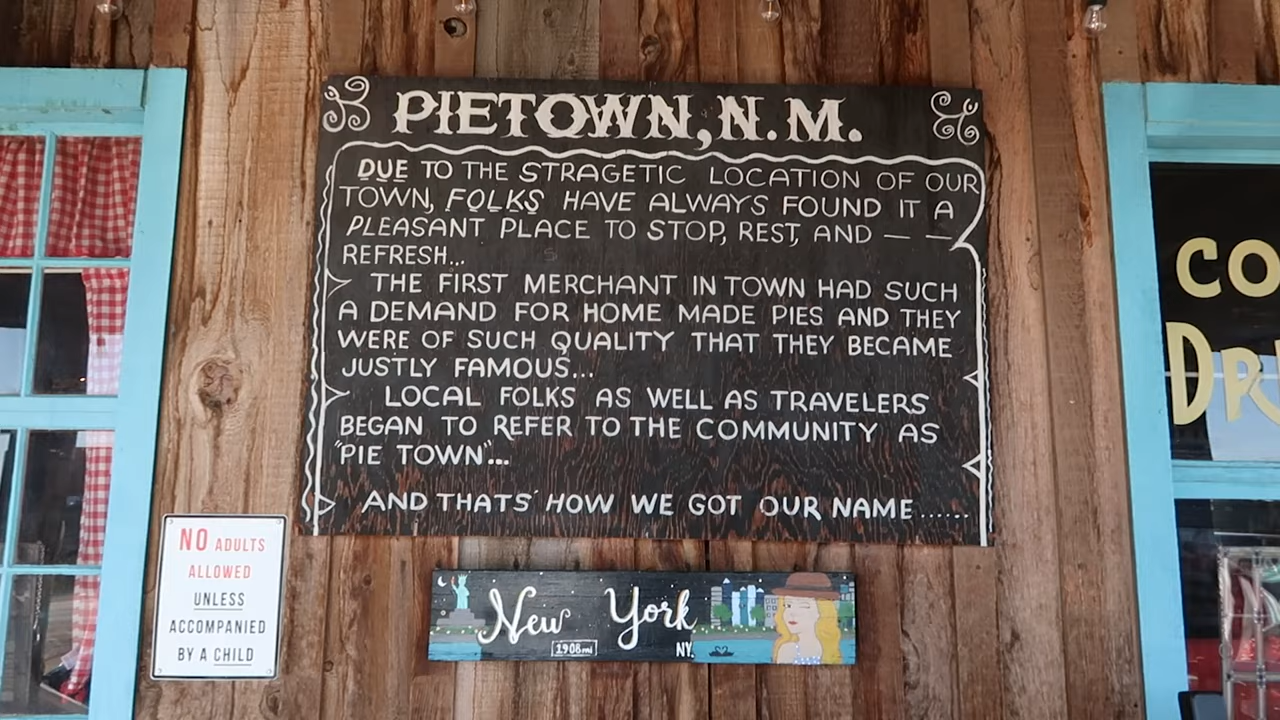 PIETOWN, N. M.
DUE TO THE STRAGETIC LOCATION OF OUR
TOWN, FOLKS HAVE ALWAYS FOUND IT A
PLEASANT PLACE TO STOP, REST, AND — —
REFRESH...
THE FIRST MERCHANT IN TOWN HAD SUCH
A DEMAND FOR HOME MADE PIES AND THEY
WERE OF SUCH QUALITY THAT THEY BECAME
JUSTLY FAMOUS...
LOCAL FOLKS AS WELL AS TRAVELERS
BEGAN TO REFER TO THE COMMUNITY AS
"PIE TOWN"...
AND THATS' HOW WE GOT OUR NAME......
NO ADULTS
ALLOWED
UNLESS
ACCOMPANIED
BY A CHILD
New York
1908mi NY.
CO
DR